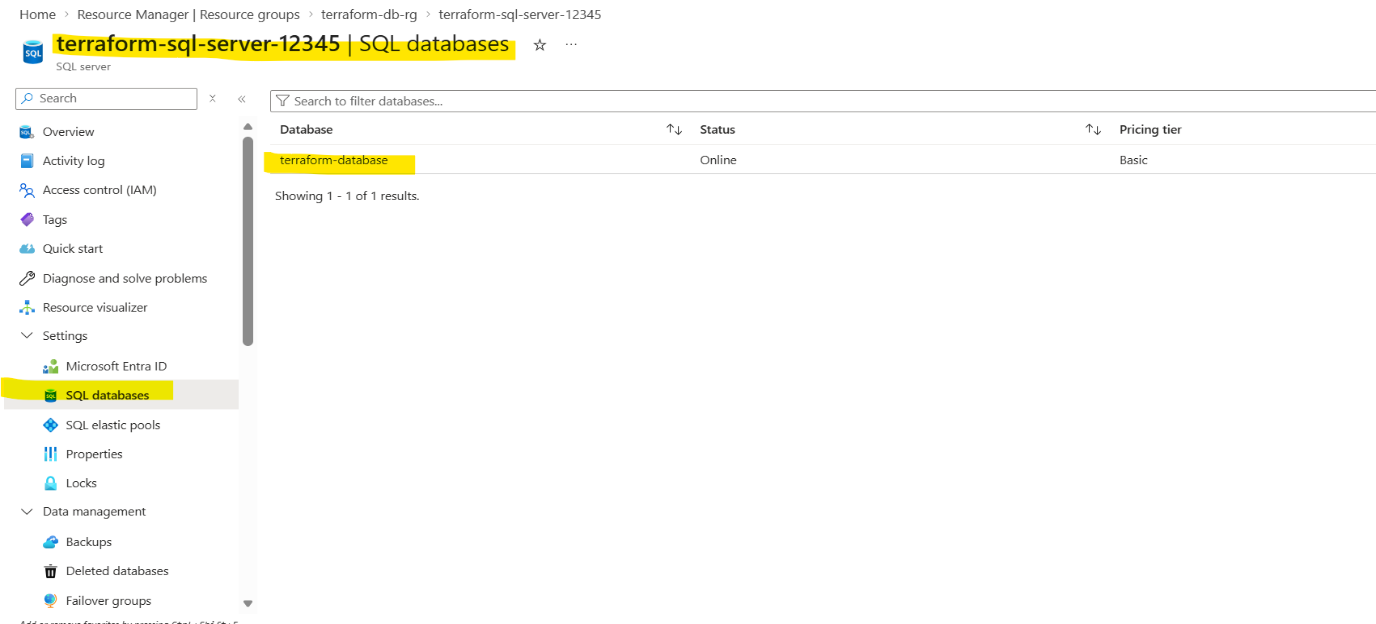 Home > Resource Manager | Resource groups > terraform-db-rg > terraform-sql-server-12345
terraform-sql-server-12345 | SQL databases
SQL
SQL server
Search
Search to filter databases...
Overview
Activity log
Access control (IAM)
Tags
Quick start
Diagnose and solve problems
Resource visualizer
Settings
Microsoft Entra ID
SQL databases
SQL elastic pools
Properties
Locks
Data management
Backups
Deleted databases
Failover groups
Database Status Pricing tier
terraform-database Online Basic
Showing 1 - 1 of 1 results.